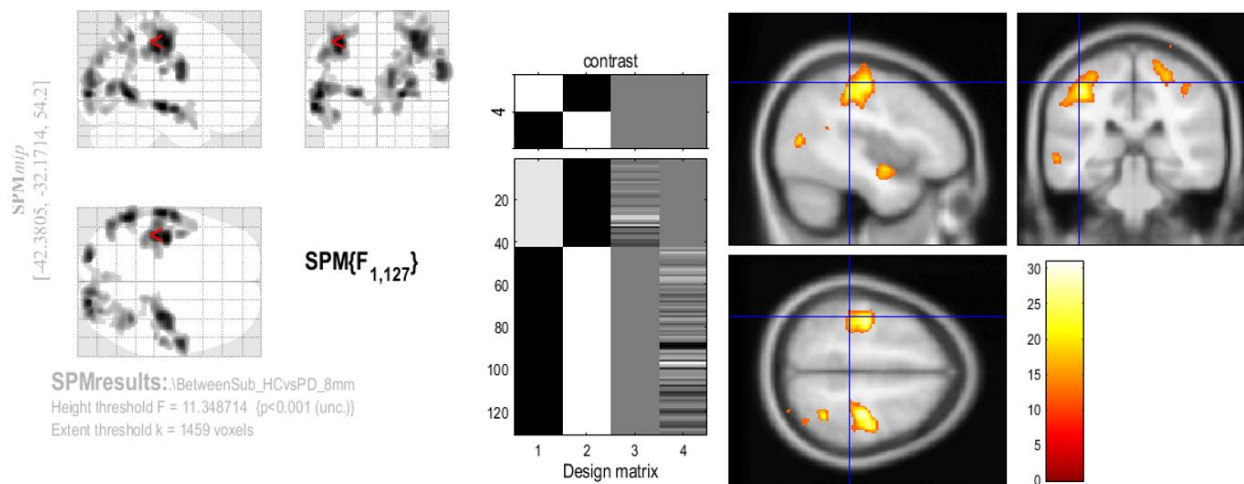 SPMmip
[-42.3805, -32.1714, 54.2]
<
<
<
SPM{F1,127}
SPMresults: .\BetweenSub_HCvsPD_8mm
Height threshold F = 11.348714 {p<0.001 (unc.)}
Extent threshold k = 1459 voxels
contrast
4
20
40
60
80
100
120
1 2 3 4
Design matrix
30
25
20
15
10
5
0